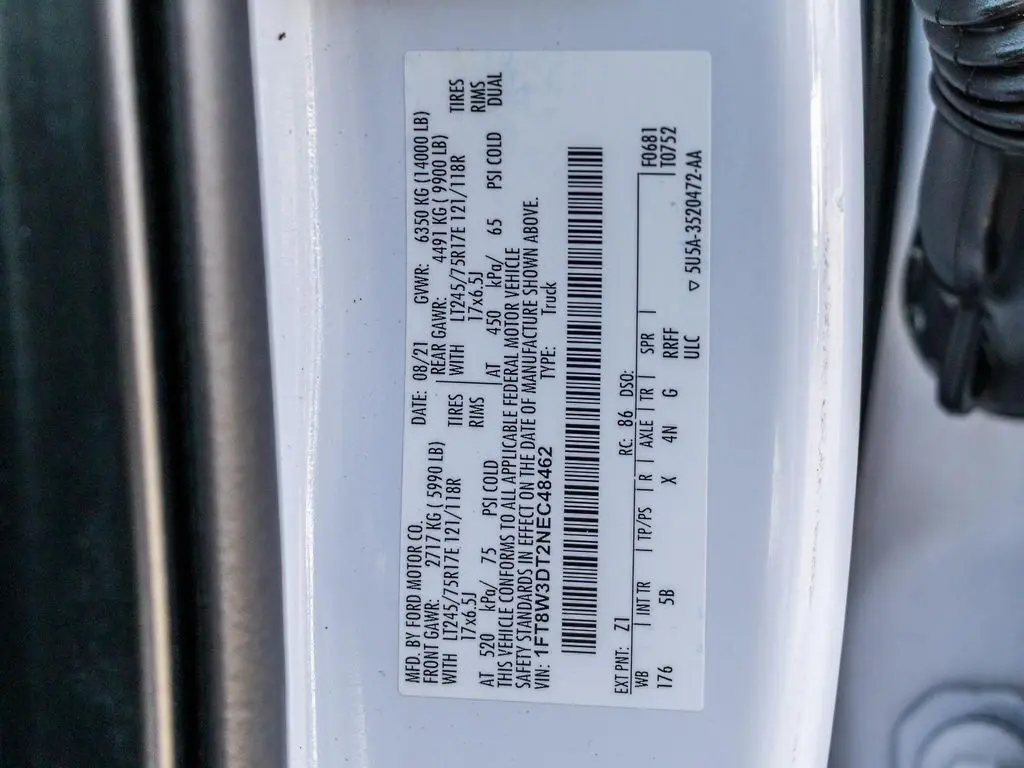 MFD. BY FORD MOTOR CO.
DATE: 08/21 GVWR: 6350 KG (14000 LB)
FRONT GAWR: 2717 KG ( 5990 LB)
REAR GAWR: 4491 KG ( 9900 LB)
WITH LT245/75R17E 121/118R TIRES
WITH LT245/75R17E 121/118R TIRES
17x6.5J RIMS
17x6.5J RIMS
AT 520 kPa/ 75 PSI COLD
AT 450 kPa/ 65 PSI COLD DUAL
THIS VEHICLE CONFORMS TO ALL APPLICABLE FEDERAL MOTOR VEHICLE
SAFETY STANDARDS IN EFFECT ON THE DATE OF MANUFACTURE SHOWN ABOVE.
VIN: 1FT8W3DT2NEC48462 TYPE: Truck
EXT PNT: Z1 RC: 86 DSO: F0681
WB INT TR TP/PS R AXLE TR SPR T0752
176 5B X 4N G RRFF
ULC 5U5A-3520472-AA